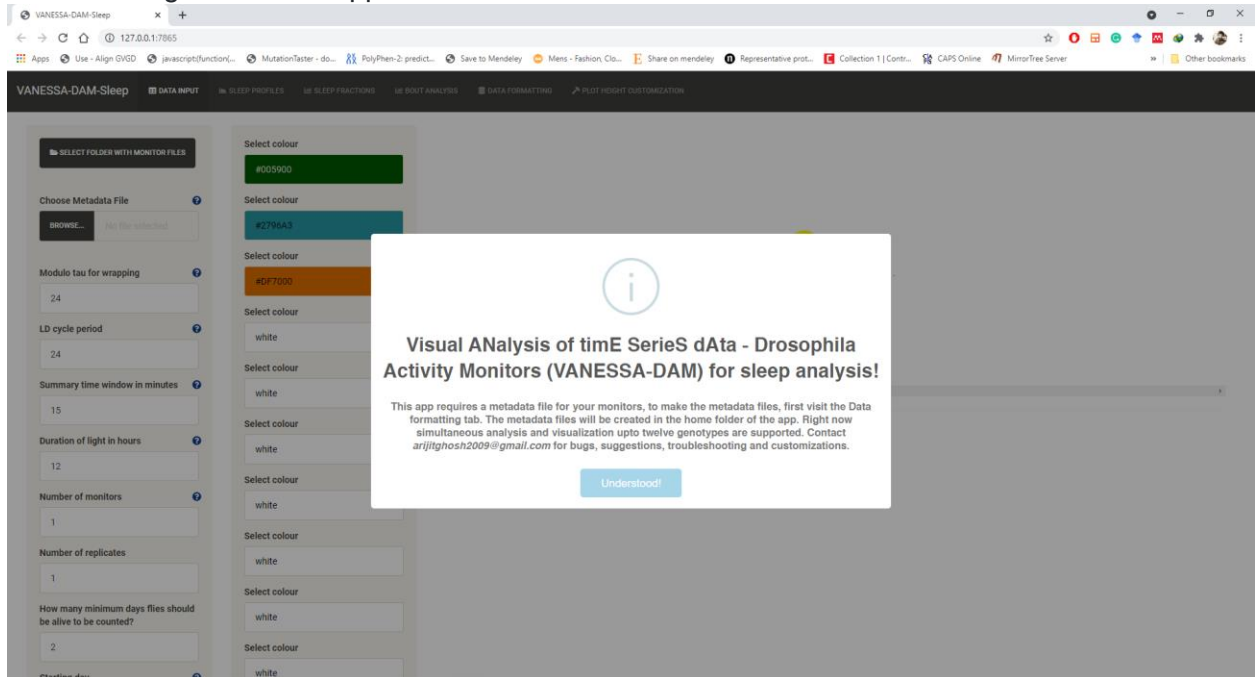 VANESSA-DAM-Sleep
127.0.0.1:7865
Apps Use - Align GVGD javascript(function(... MutationTaster - do... PolyPhen-2: predict... Save to Mendeley Mens - Fashion, Clo... Share on mendeley Representative prot... Collection 1 | Contr... CAPS Online MirrorTree Server » Other bookmarks
VANESSA-DAM-Sleep DATA INPUT SLEEP PROFILES SLEEP FRACTIONS BOUT ANALYSIS DATA FORMATTING PLOT HEIGHT CUSTOMIZATION
SELECT FOLDER WITH MONITOR FILES
Choose Metadata File
BROWSE... No file selected
Modulo tau for wrapping
24
LD cycle period
24
Summary time window in minutes
15
Duration of light in hours
12
Number of monitors
1
Number of replicates
1
How many minimum days flies should
be alive to be counted?
2
Starting day
Select colour
#005900
Select colour
#2796A3
Select colour
#DF7000
Select colour
white
Select colour
white
Select colour
white
Select colour
white
Select colour
white
Select colour
white
Select colour
white
Visual ANalysis of timE SerieS dAta - Drosophila
Activity Monitors (VANESSA-DAM) for sleep analysis!
This app requires a metadata file for your monitors, to make the metadata files, first visit the Data
formatting tab. The metadata files will be created in the home folder of the app. Right now
simultaneous analysis and visualization upto twelve genotypes are supported. Contact
arijitghosh2009@gmail.com for bugs, suggestions, troubleshooting and customizations.
Understood!